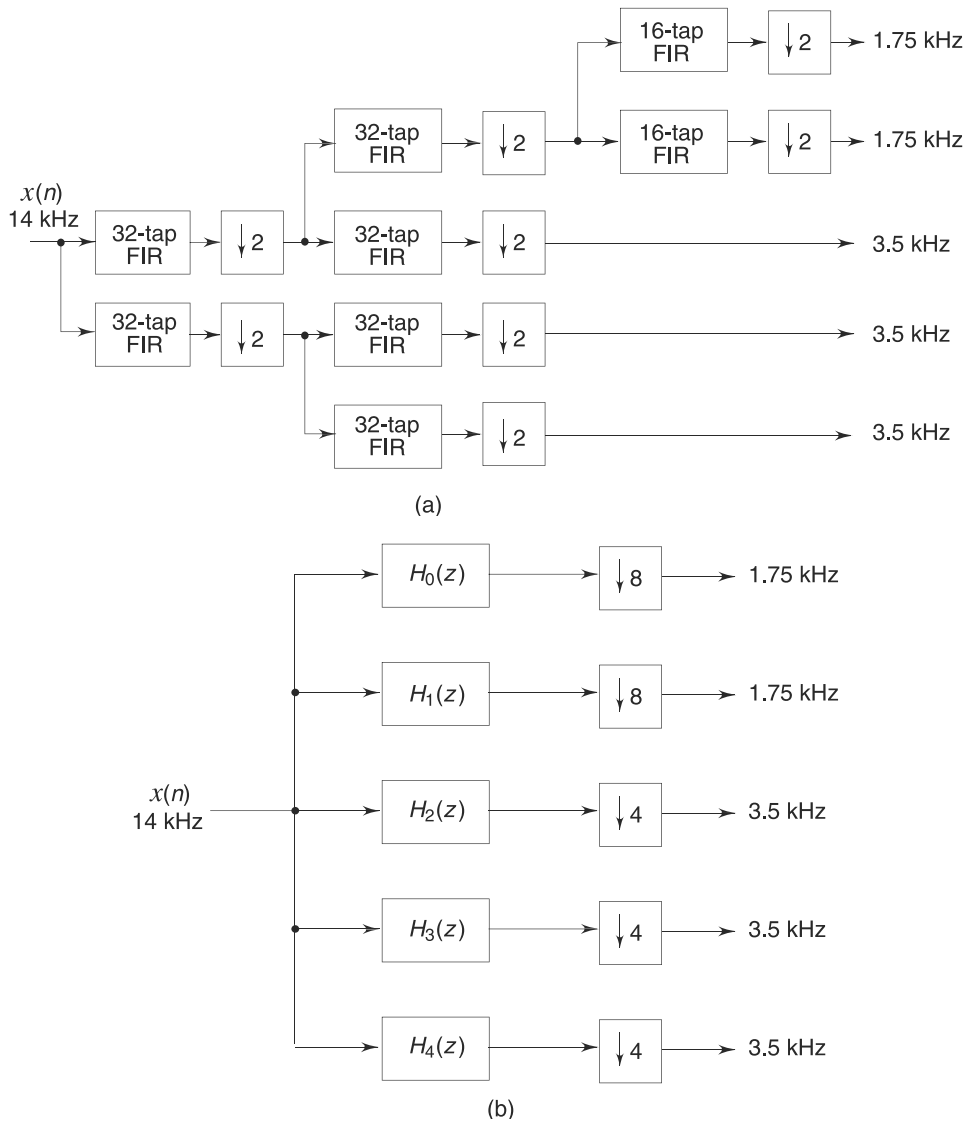 16-tap FIR ↓2 1.75 kHz
32-tap FIR ↓2 16-tap FIR ↓2 1.75 kHz
x(n)
14 kHz
32-tap FIR ↓2 32-tap FIR ↓2 3.5 kHz
32-tap FIR ↓2 32-tap FIR ↓2 3.5 kHz
32-tap FIR ↓2 3.5 kHz
(a)
H0(z) ↓8 1.75 kHz
H1(z) ↓8 1.75 kHz
x(n)
14 kHz
H2(z) ↓4 3.5 kHz
H3(z) ↓4 3.5 kHz
H4(z) ↓4 3.5 kHz
(b)